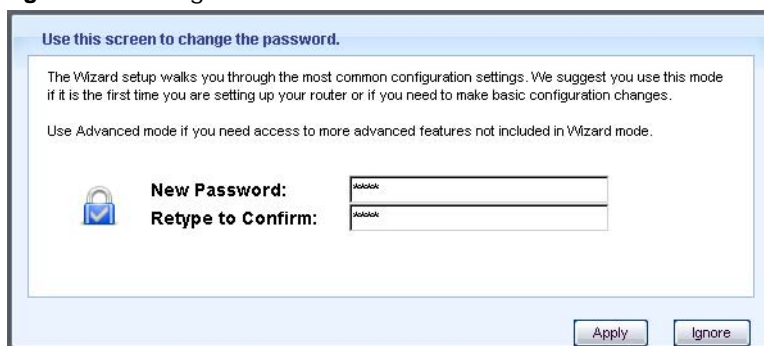 Use this screen to change the password.
The Wizard setup walks you through the most common configuration settings. We suggest you use this mode
if it is the first time you are setting up your router or if you need to make basic configuration changes.
Use Advanced mode if you need access to more advanced features not included in Wizard mode.
New Password: ****
Retype to Confirm: ****
Apply Ignore